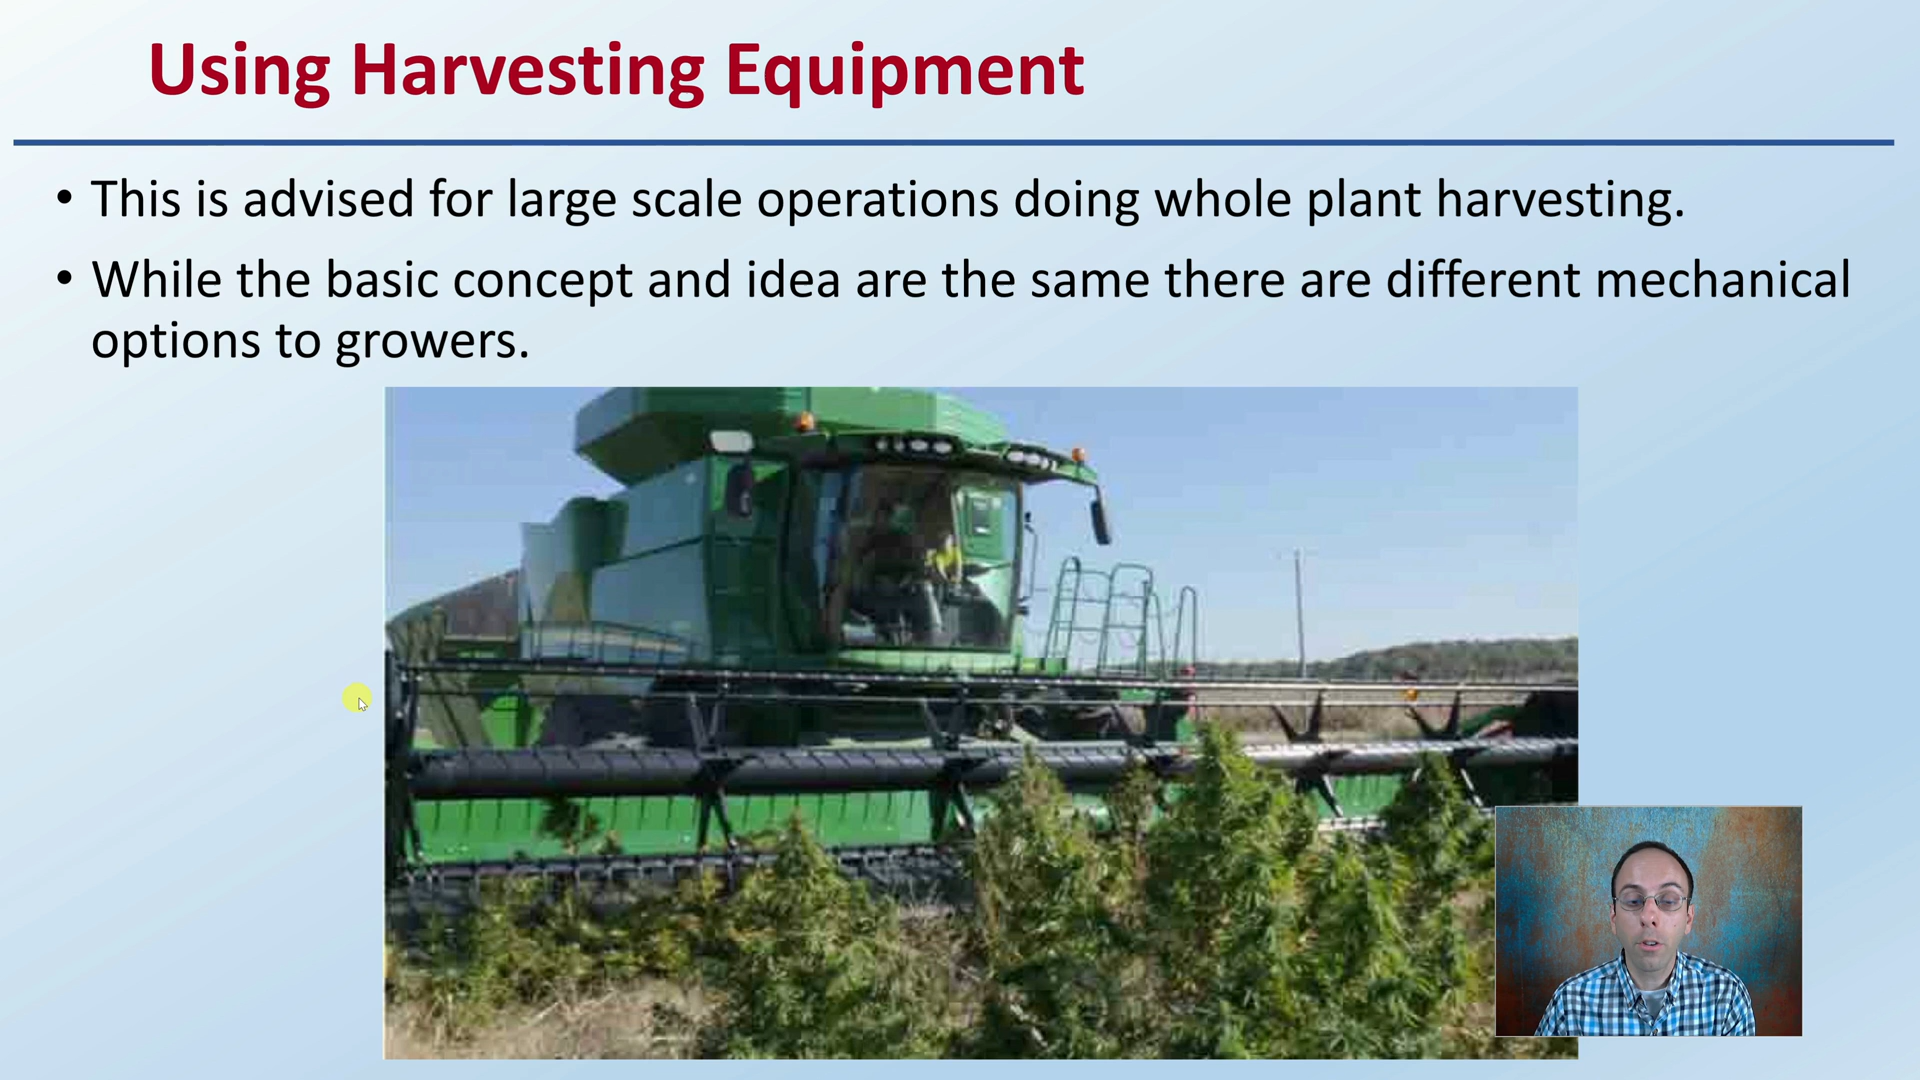 Using Harvesting Equipment
• This is advised for large scale operations doing whole plant harvesting.
• While the basic concept and idea are the same there are different mechanical
options to growers.